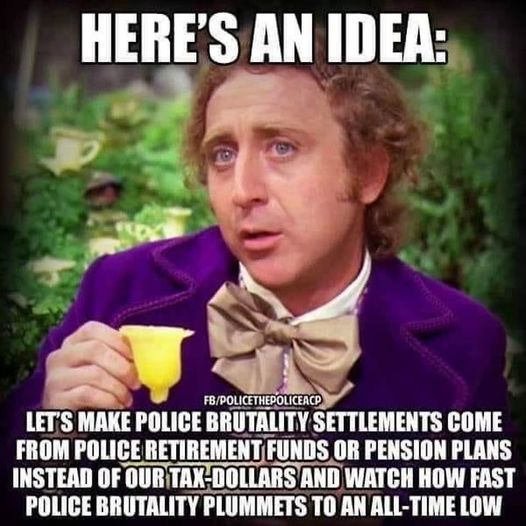 HERE'S AN IDEA:
FB/POLICETHEPOLICEACP
LET'S MAKE POLICE BRUTALITY SETTLEMENTS COME
FROM POLICE RETIREMENT FUNDS OR PENSION PLANS
INSTEAD OF OUR TAX-DOLLARS AND WATCH HOW FAST
POLICE BRUTALITY PLUMMETS TO AN ALL-TIME LOW